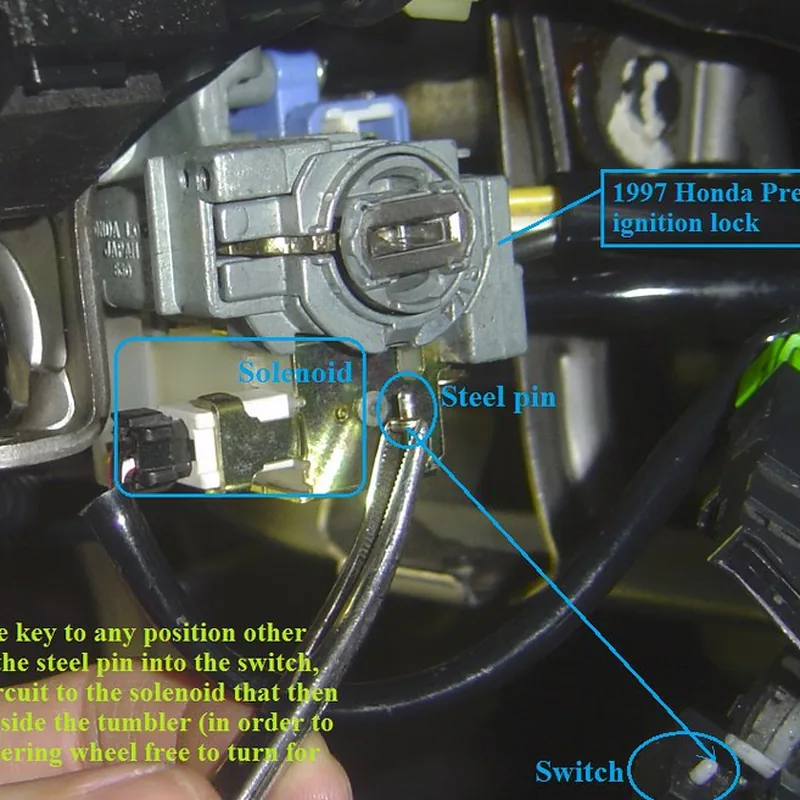 1997 Honda Pre
ignition lock
JAPAN
Solenoid
Steel pin
e key to any position other
the steel pin into the switch,
rcuit to the solenoid that then
side the tumbler (in order to
ering wheel free to turn for
Switch